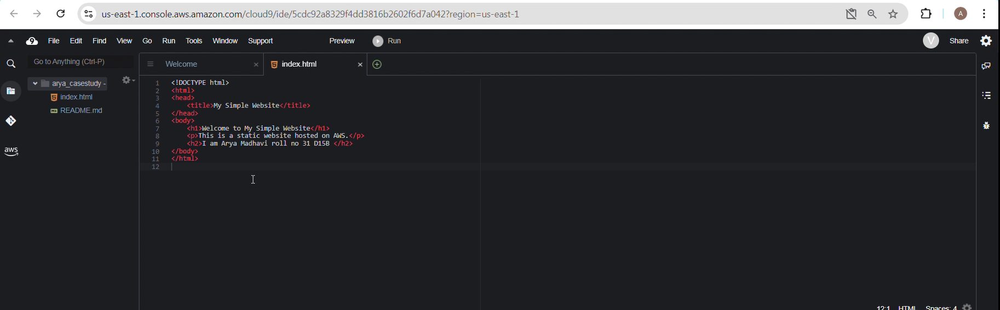 us-east-1.console.aws.amazon.com/cloud9/ide/5cdc92a8329f4dd3816b2602f6d7a042?region=us-east-1
A
9 File Edit Find View Go Run Tools Window Support Preview Run V Share
Go to Anything (Ctrl-P)
Welcome index.html
arya_casestudy -
index.html
README.md
aws
1 <!DOCTYPE html>
2 <html>
3 <head>
4     <title>My Simple Website</title>
5 </head>
6 <body>
7     <h1>Welcome to My Simple Website</h1>
8     <p>This is a static website hosted on AWS.</p>
9     <h2>I am Arya Madhavi roll no 31 D15B </h2>
10 </body>
11 </html>
12
12:1 HTML Spaces: 4